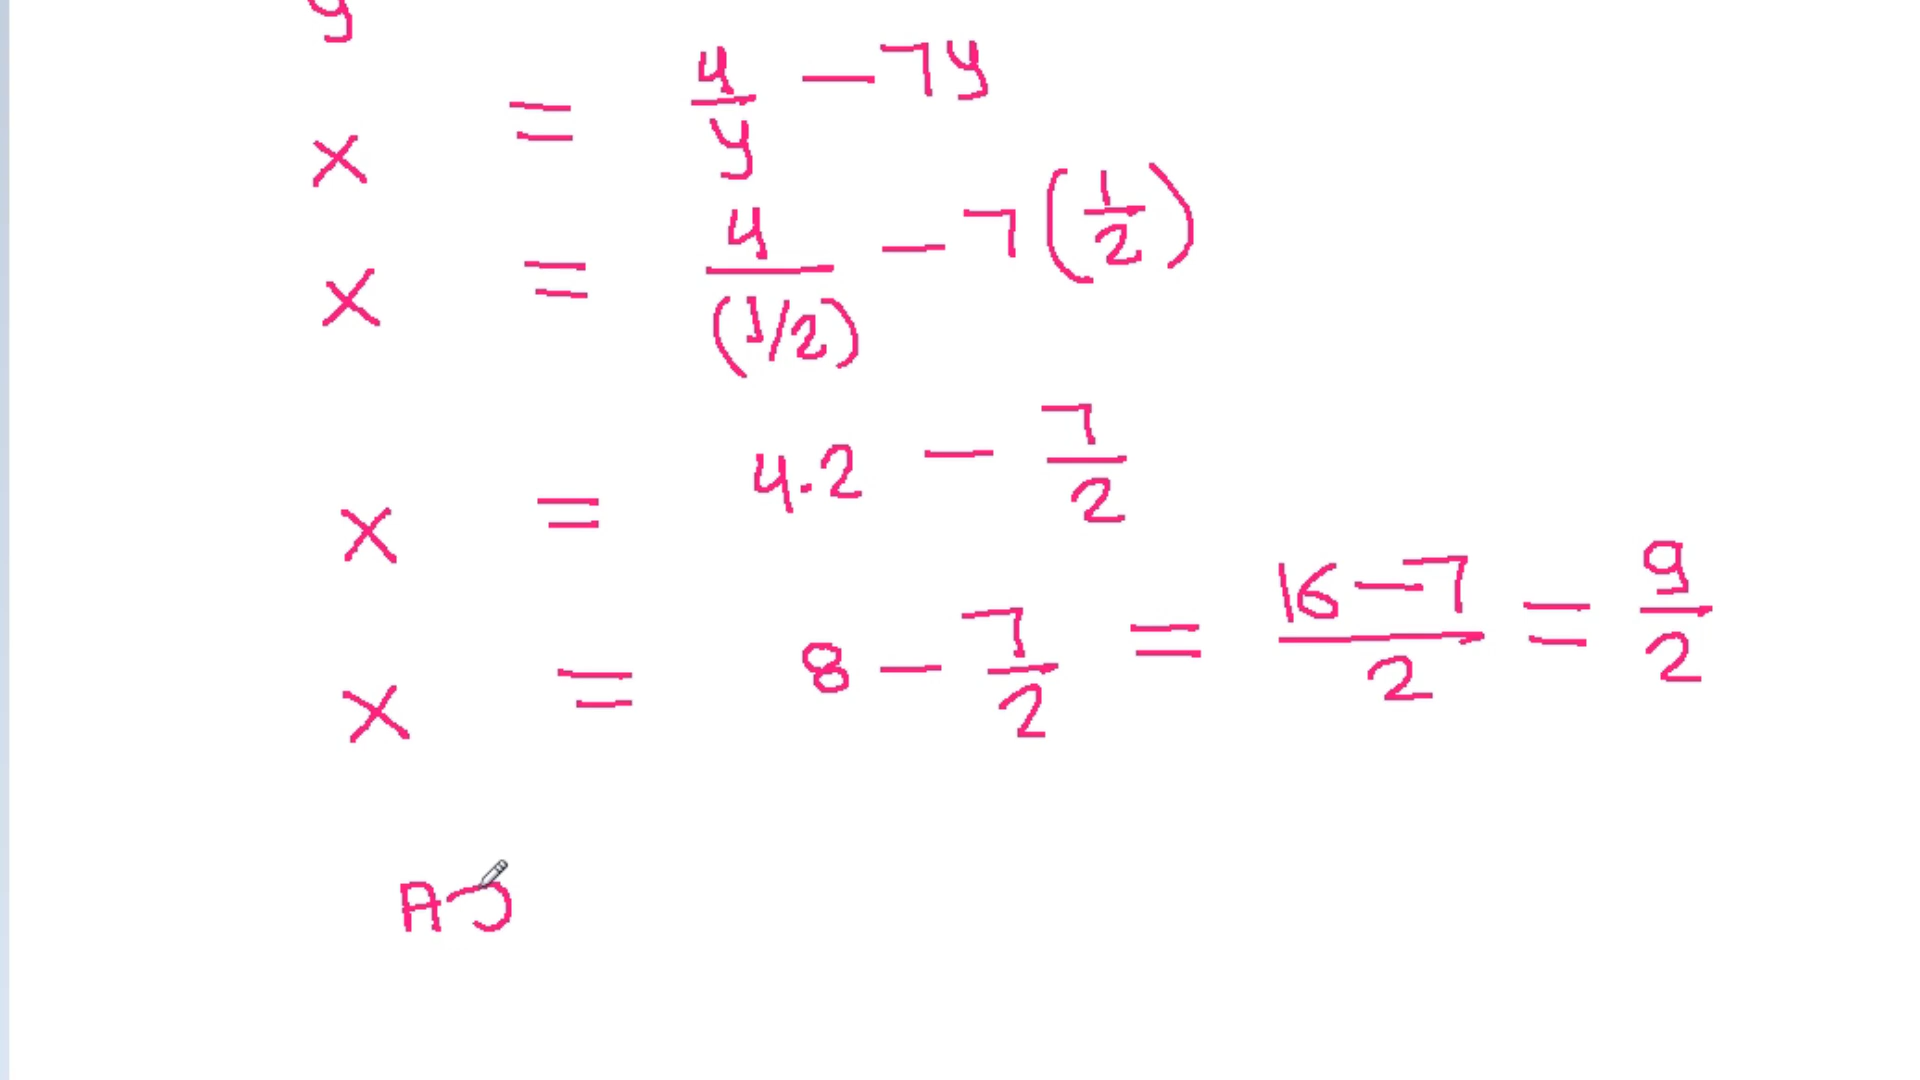 y
x = 4/y - 7y
x = 4/(1/2) - 7(1/2)
x = 4.2 - 7/2
x = 8 - 7/2 = 16-7/2 = 9/2